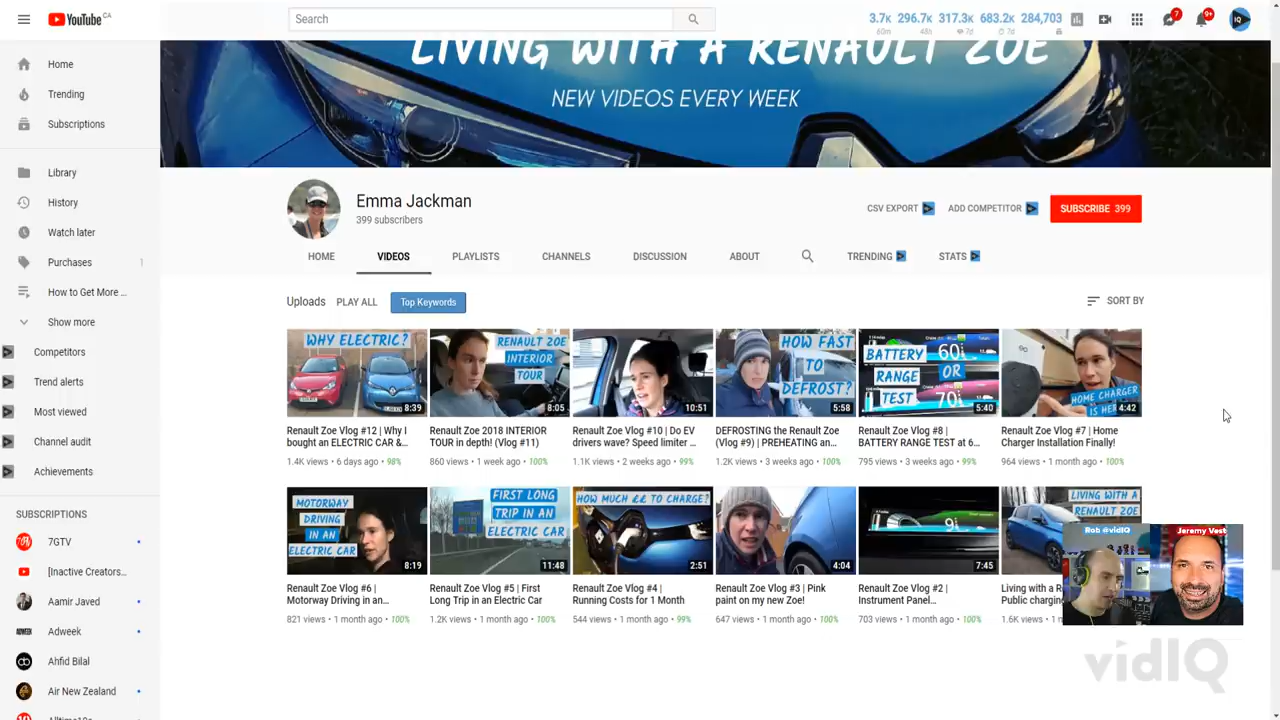 YouTube CA
Search
3.7K 296.7K 317.3K 683.2K 284,703
60m 48h 7d 7d
7
9+
IQ
LIVING WITH A RENAULT ZOE
NEW VIDEOS EVERY WEEK
Home
Trending
Subscriptions
Library
History
Watch later
Purchases 1
How to Get More ...
Show more
Competitors
Trend alerts
Most viewed
Channel audit
Achievements
SUBSCRIPTIONS
7GTV
[Inactive Creators...
Aamir Javed
Adweek
Ahfid Bilal
Air New Zealand
Emma Jackman
399 subscribers
CSV EXPORT
ADD COMPETITOR
SUBSCRIBE 399
HOME VIDEOS PLAYLISTS CHANNELS DISCUSSION ABOUT TRENDING STATS
Uploads PLAY ALL Top Keywords SORT BY
WHY ELECTRIC?
8:39
Renault Zoe Vlog #12 | Why I
bought an ELECTRIC CAR &...
1.4K views • 6 days ago • 98%
RENAULT ZOE
INTERIOR
TOUR
8:05
Renault Zoe 2018 INTERIOR
TOUR in depth! (Vlog #11)
860 views • 1 week ago • 100%
10:51
Renault Zoe Vlog #10 | Do EV
drivers wave? Speed limiter ...
1.1K views • 2 weeks ago • 99%
HOW FAST
TO
DEFROST?
5:58
DEFROSTING the Renault Zoe
(Vlog #9) | PREHEATING an...
1.2K views • 3 weeks ago • 100%
BATTERY
RANGE
TEST
60
OR
70
5:40
Renault Zoe Vlog #8 |
BATTERY RANGE TEST at 6...
795 views • 3 weeks ago • 99%
HOME CHARGER
IS HERE
4:42
Renault Zoe Vlog #7 | Home
Charger Installation Finally!
964 views • 1 month ago • 100%
MOTORWAY
DRIVING
IN AN
ELECTRIC CAR
8:19
Renault Zoe Vlog #6 |
Motorway Driving in an...
821 views • 1 month ago • 100%
FIRST LONG
TRIP IN AN
ELECTRIC CAR
11:48
Renault Zoe Vlog #5 | First
Long Trip in an Electric Car
1.2K views • 1 month ago • 100%
HOW MUCH ££ TO CHARGE?
2:51
Renault Zoe Vlog #4 |
Running Costs for 1 Month
544 views • 1 month ago • 99%
4:04
Renault Zoe Vlog #3 | Pink
paint on my new Zoe!
647 views • 1 month ago • 100%
7:45
Renault Zoe Vlog #2 |
Instrument Panel...
703 views • 1 month ago • 100%
LIVING WITH A
RENAULT ZOE
Living with a R
Public charging
1.6K views • 1 m
Rob @vidIQ
Jeremy Vest
vidIQ